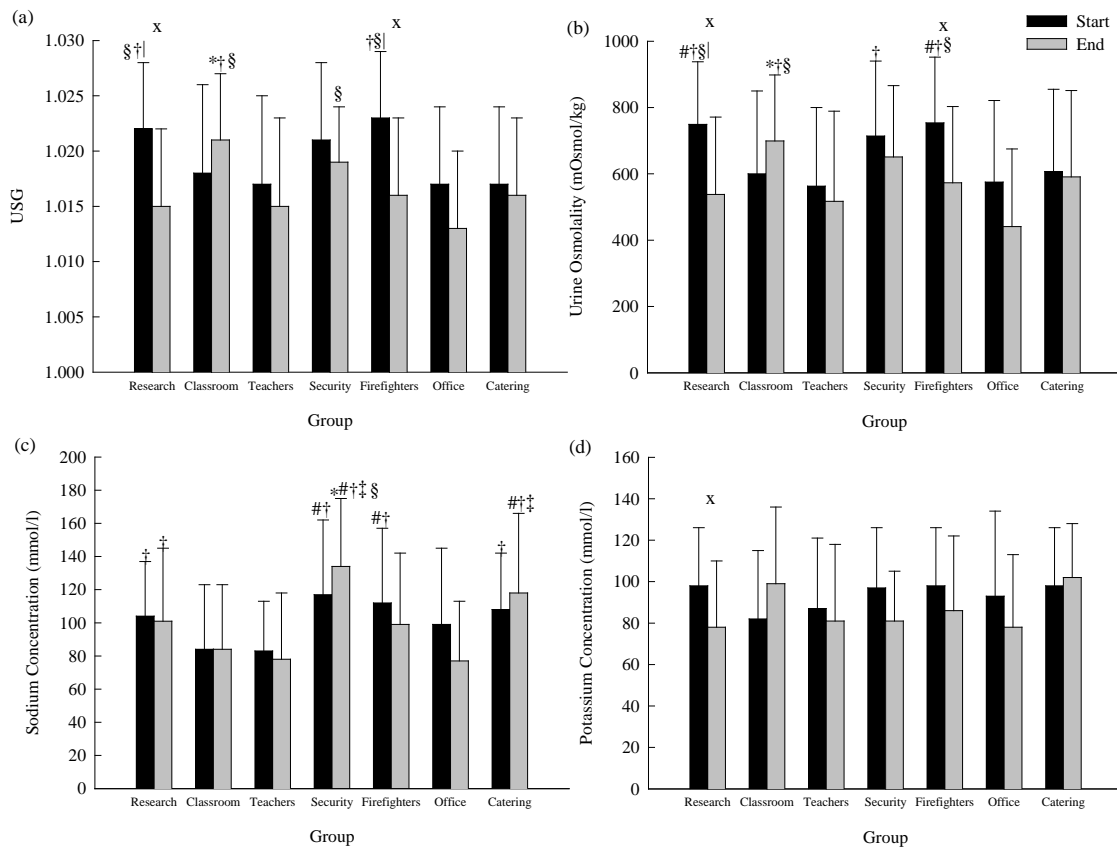 (a)
x
x
§†|
*†§
§
†§|
1.030
1.025
1.020
1.015
1.010
1.005
1.000
USG
Research Classroom Teachers Security Firefighters Office Catering
Group
(b)
Start
End
x
x
#†§|
*†§
†
#†§
1000
800
600
400
200
0
Urine Osmolality (mOsmol/kg)
Research Classroom Teachers Security Firefighters Office Catering
Group
(c)
‡
‡
#†
*#†‡§
#†
‡
#†‡
200
180
160
140
120
100
80
60
40
20
0
Sodium Concentration (mmol/l)
Research Classroom Teachers Security Firefighters Office Catering
Group
(d)
x
160
140
120
100
80
60
40
20
0
Potassium Concentration (mmol/l)
Research Classroom Teachers Security Firefighters Office Catering
Group